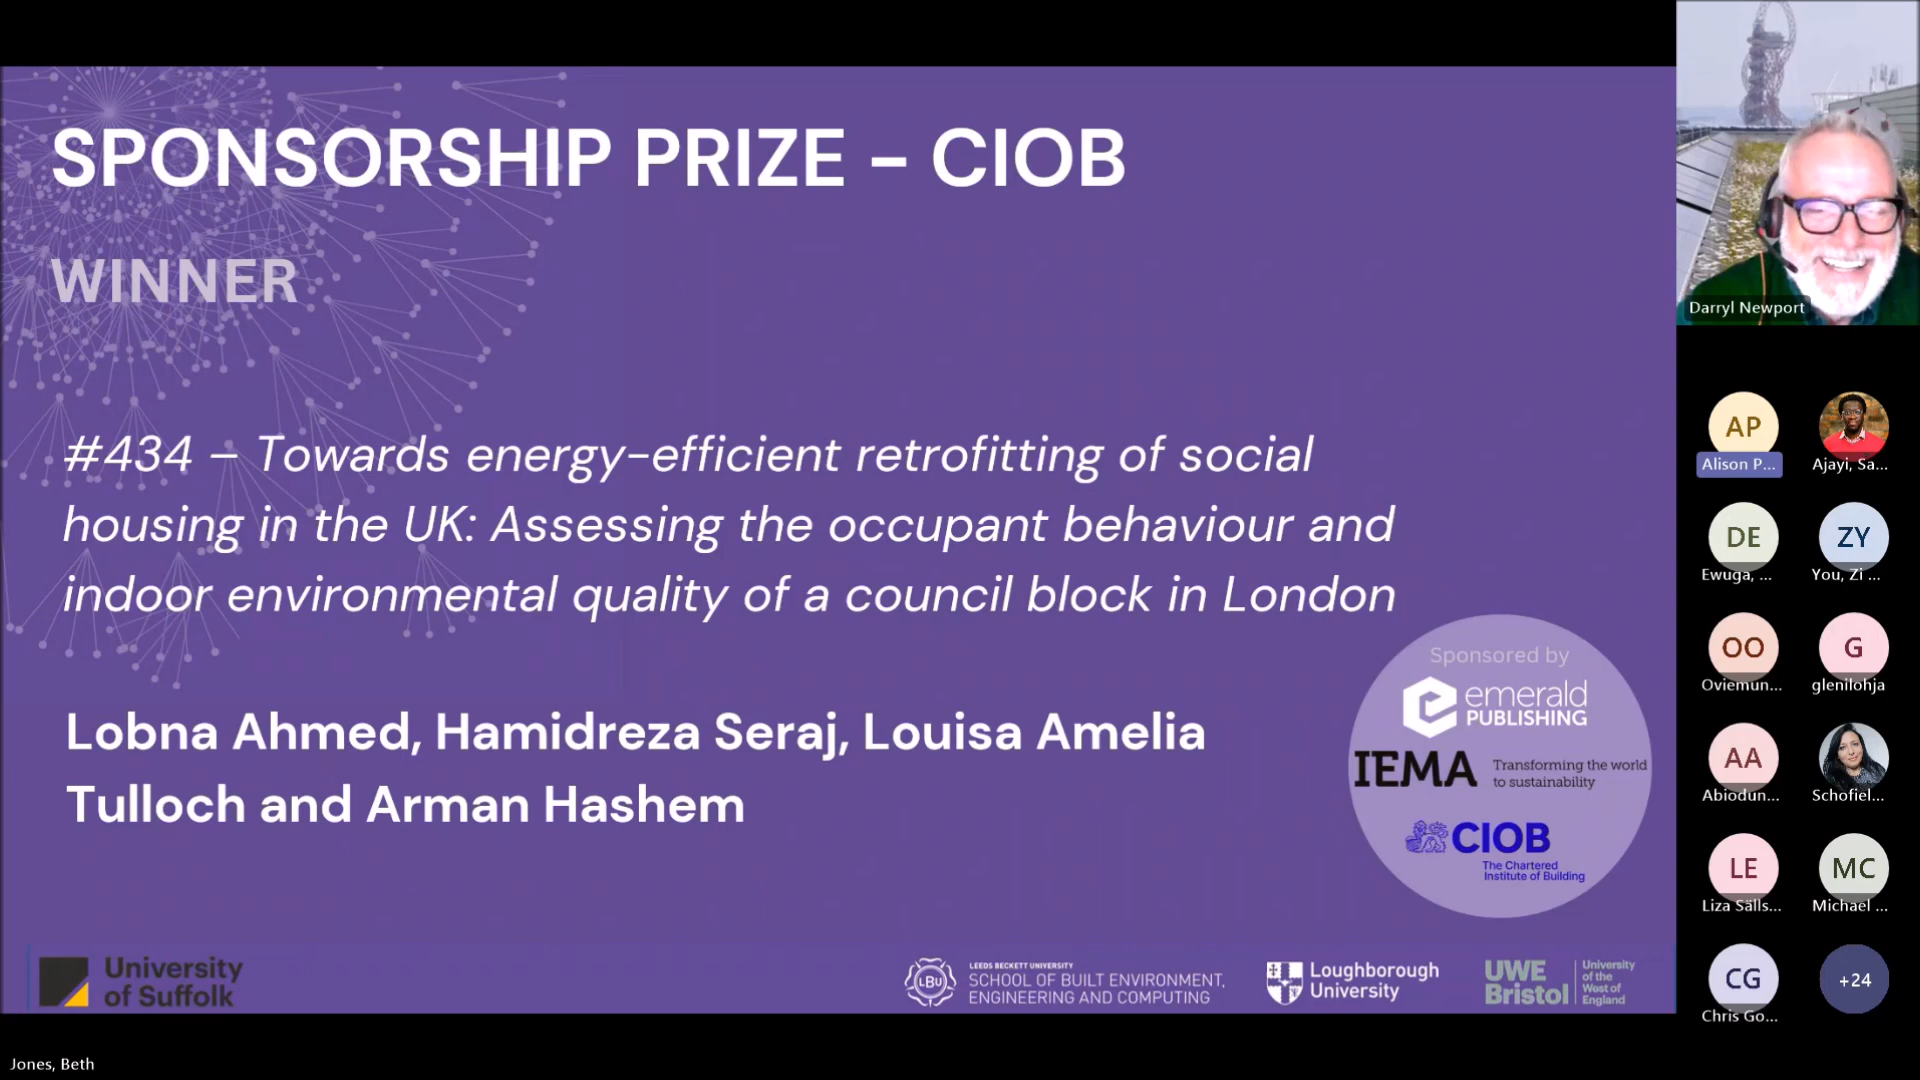 SPONSORSHIP PRIZE – CIOB
WINNER
#434 – Towards energy-efficient retrofitting of social
housing in the UK: Assessing the occupant behaviour and
indoor environmental quality of a council block in London
Lobna Ahmed, Hamidreza Seraj, Louisa Amelia
Tulloch and Arman Hashem
Sponsored by
emerald
PUBLISHING
IEMA
Transforming the world
to sustainability
CIOB
The Chartered
Institute of Building
University
of Suffolk
LBU
LEEDS BECKETT UNIVERSITY
SCHOOL OF BUILT ENVIRONMENT,
ENGINEERING AND COMPUTING
Loughborough
University
UWE
Bristol
University
of the
West of
England
Darryl Newport
AP
Alison P...
Ajayi, Sa...
DE
Ewuga, ...
ZY
You, Zi ...
OO
Oviemun...
G
glenilohja
AA
Abiodun...
Schofiel...
LE
Liza Sälls...
MC
Michael ...
CG
Chris Go...
+24
Jones, Beth